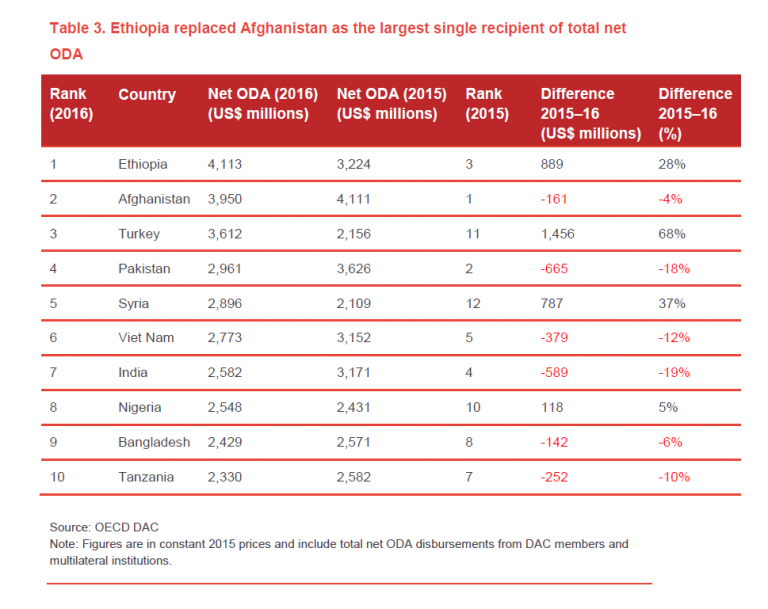 Table 3. Ethiopia replaced Afghanistan as the largest single recipient of total net
ODA
Rank (2016) Country Net ODA (2016) (US$ millions) Net ODA (2015) (US$ millions) Rank (2015) Difference 2015–16 (US$ millions) Difference 2015–16 (%)
1 Ethiopia 4,113 3,224 3 889 28%
2 Afghanistan 3,950 4,111 1 -161 -4%
3 Turkey 3,612 2,156 11 1,456 68%
4 Pakistan 2,961 3,626 2 -665 -18%
5 Syria 2,896 2,109 12 787 37%
6 Viet Nam 2,773 3,152 5 -379 -12%
7 India 2,582 3,171 4 -589 -19%
8 Nigeria 2,548 2,431 10 118 5%
9 Bangladesh 2,429 2,571 8 -142 -6%
10 Tanzania 2,330 2,582 7 -252 -10%
Source: OECD DAC
Note: Figures are in constant 2015 prices and include total net ODA disbursements from DAC members and
multilateral institutions.